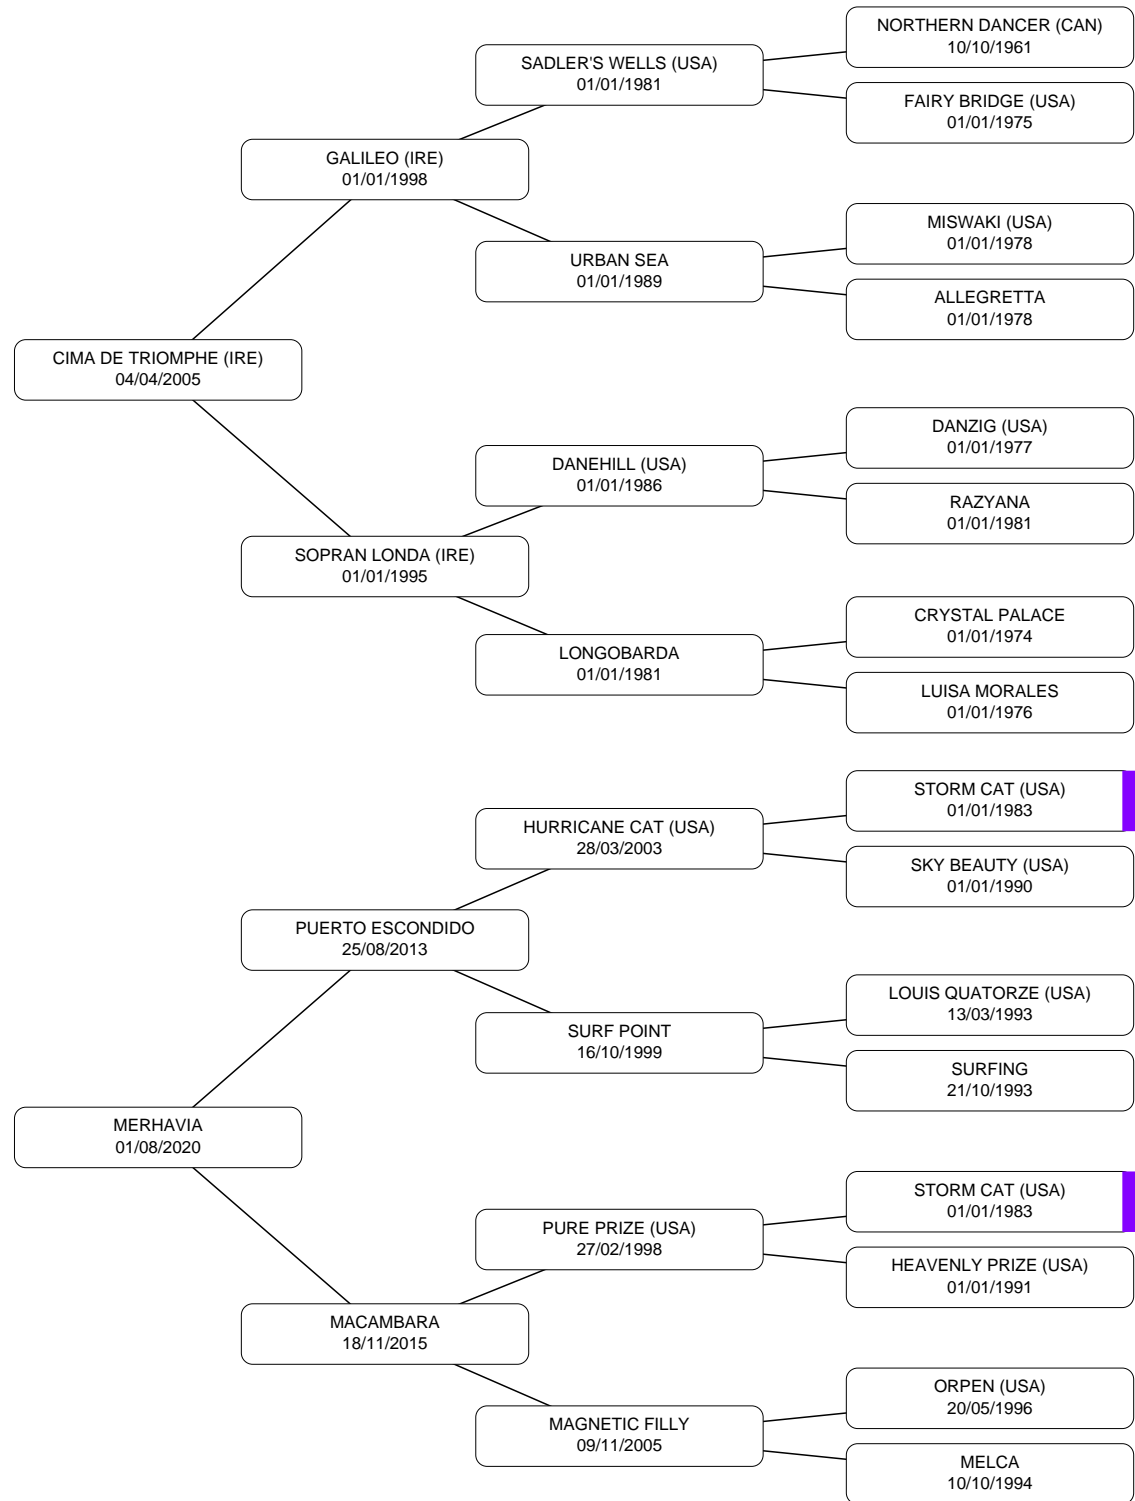 NORTHERN DANCER (CAN)
10/10/1961
SADLER'S WELLS (USA)
01/01/1981
FAIRY BRIDGE (USA)
01/01/1975
GALILEO (IRE)
01/01/1998
MISWAKI (USA)
01/01/1978
URBAN SEA
01/01/1989
ALLEGRETTA
01/01/1978
CIMA DE TRIOMPHE (IRE)
04/04/2005
DANZIG (USA)
01/01/1977
DANEHILL (USA)
01/01/1986
RAZYANA
01/01/1981
SOPRAN LONDA (IRE)
01/01/1995
CRYSTAL PALACE
01/01/1974
LONGOBARDA
01/01/1981
LUISA MORALES
01/01/1976
STORM CAT (USA)
01/01/1983
HURRICANE CAT (USA)
28/03/2003
SKY BEAUTY (USA)
01/01/1990
PUERTO ESCONDIDO
25/08/2013
LOUIS QUATORZE (USA)
13/03/1993
SURF POINT
16/10/1999
SURFING
21/10/1993
MERHAVIA
01/08/2020
STORM CAT (USA)
01/01/1983
PURE PRIZE (USA)
27/02/1998
HEAVENLY PRIZE (USA)
01/01/1991
MACAMBARA
18/11/2015
ORPEN (USA)
20/05/1996
MAGNETIC FILLY
09/11/2005
MELCA
10/10/1994